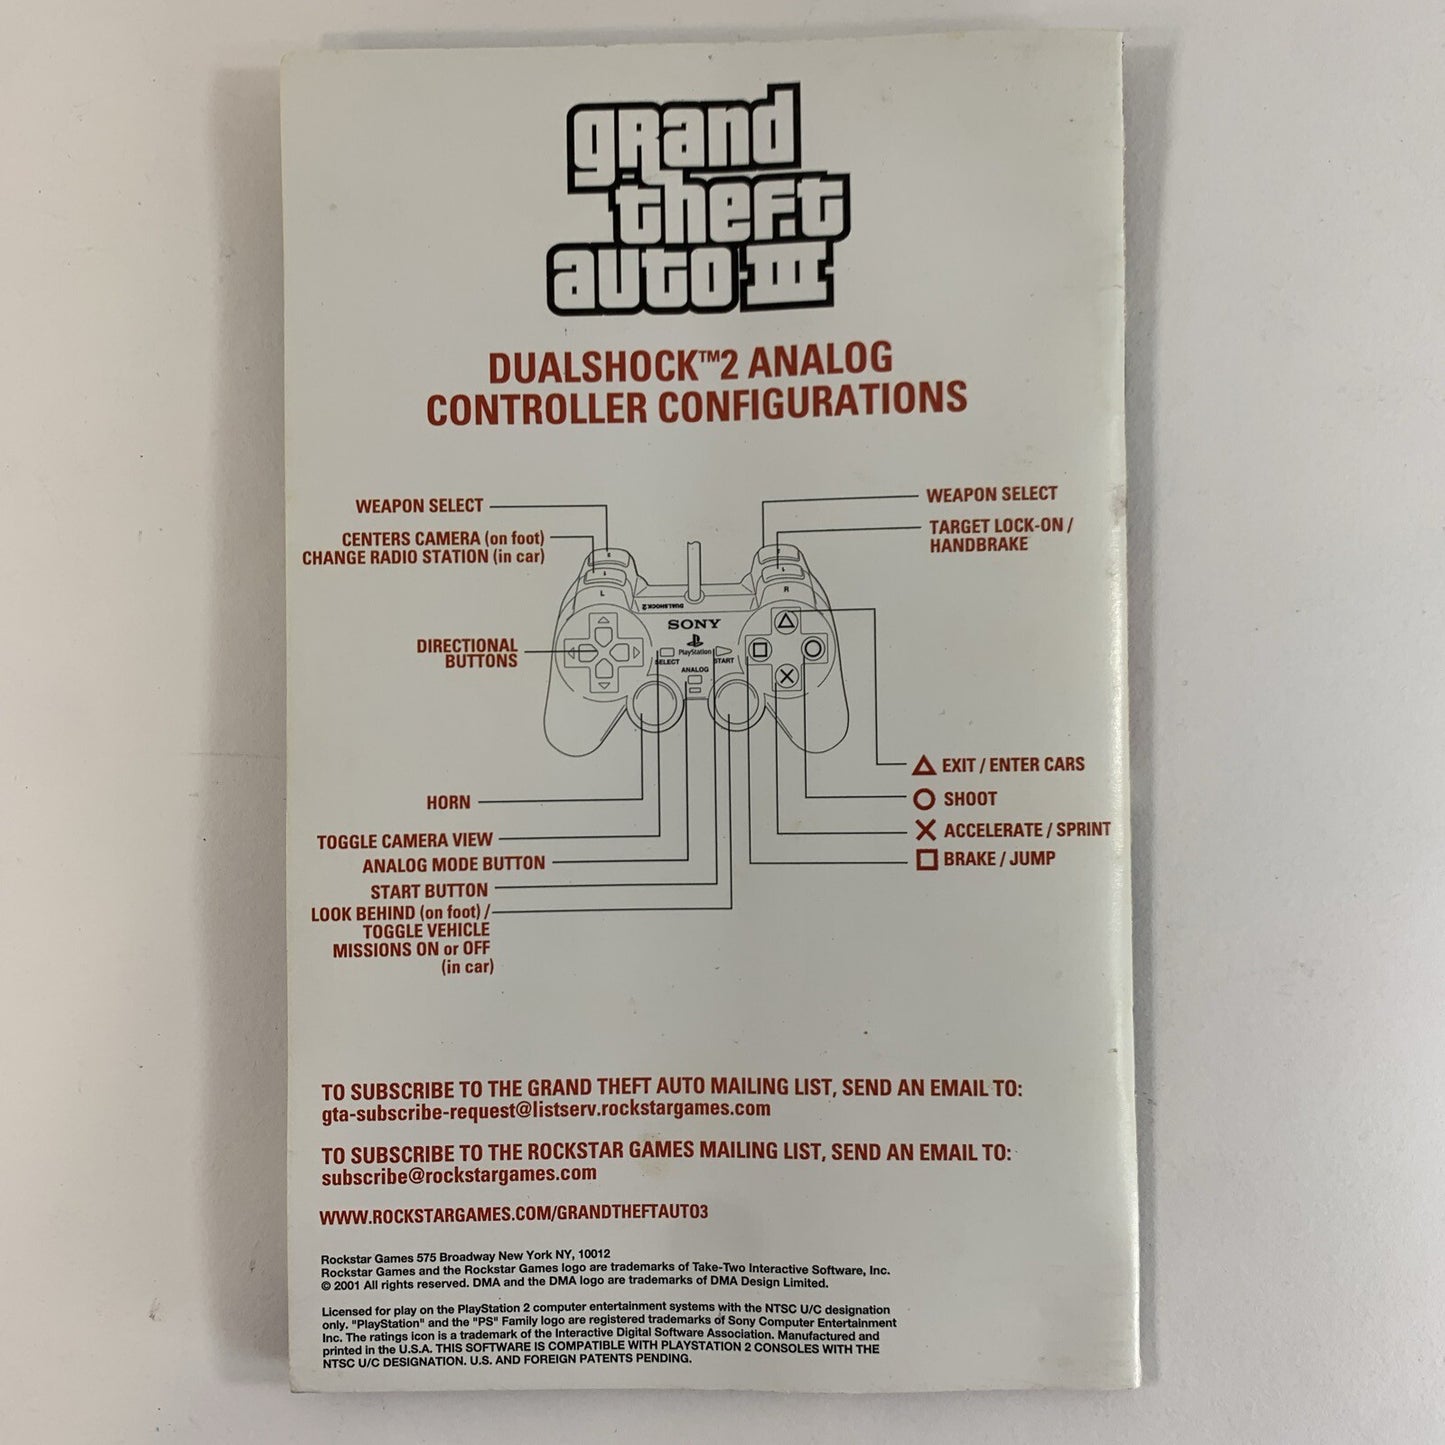 grand
theft
auto III
DUALSHOCK™2 ANALOG
CONTROLLER CONFIGURATIONS
WEAPON SELECT
CENTERS CAMERA (on foot)
CHANGE RADIO STATION (in car)
DIRECTIONAL
BUTTONS
WEAPON SELECT
TARGET LOCK-ON /
HANDBRAKE
2
1
L
2
1
R
DUALSHOCK 2
SONY
PlayStation
SELECT
START
ANALOG
HORN
TOGGLE CAMERA VIEW
ANALOG MODE BUTTON
START BUTTON
LOOK BEHIND (on foot) /
TOGGLE VEHICLE
MISSIONS ON or OFF
(in car)
EXIT / ENTER CARS
SHOOT
ACCELERATE / SPRINT
BRAKE / JUMP
TO SUBSCRIBE TO THE GRAND THEFT AUTO MAILING LIST, SEND AN EMAIL TO:
gta-subscribe-request@listserv.rockstargames.com
TO SUBSCRIBE TO THE ROCKSTAR GAMES MAILING LIST, SEND AN EMAIL TO:
subscribe@rockstargames.com
WWW.ROCKSTARGAMES.COM/GRANDTHEFTAUTO3
Rockstar Games 575 Broadway New York NY, 10012
Rockstar Games and the Rockstar Games logo are trademarks of Take-Two Interactive Software, Inc.
© 2001 All rights reserved. DMA and the DMA logo are trademarks of DMA Design Limited.
Licensed for play on the PlayStation 2 computer entertainment systems with the NTSC U/C designation
only. "PlayStation" and the "PS" Family logo are registered trademarks of Sony Computer Entertainment
Inc. The ratings icon is a trademark of the Interactive Digital Software Association. Manufactured and
printed in the U.S.A. THIS SOFTWARE IS COMPATIBLE WITH PLAYSTATION 2 CONSOLES WITH THE
NTSC U/C DESIGNATION. U.S. AND FOREIGN PATENTS PENDING.